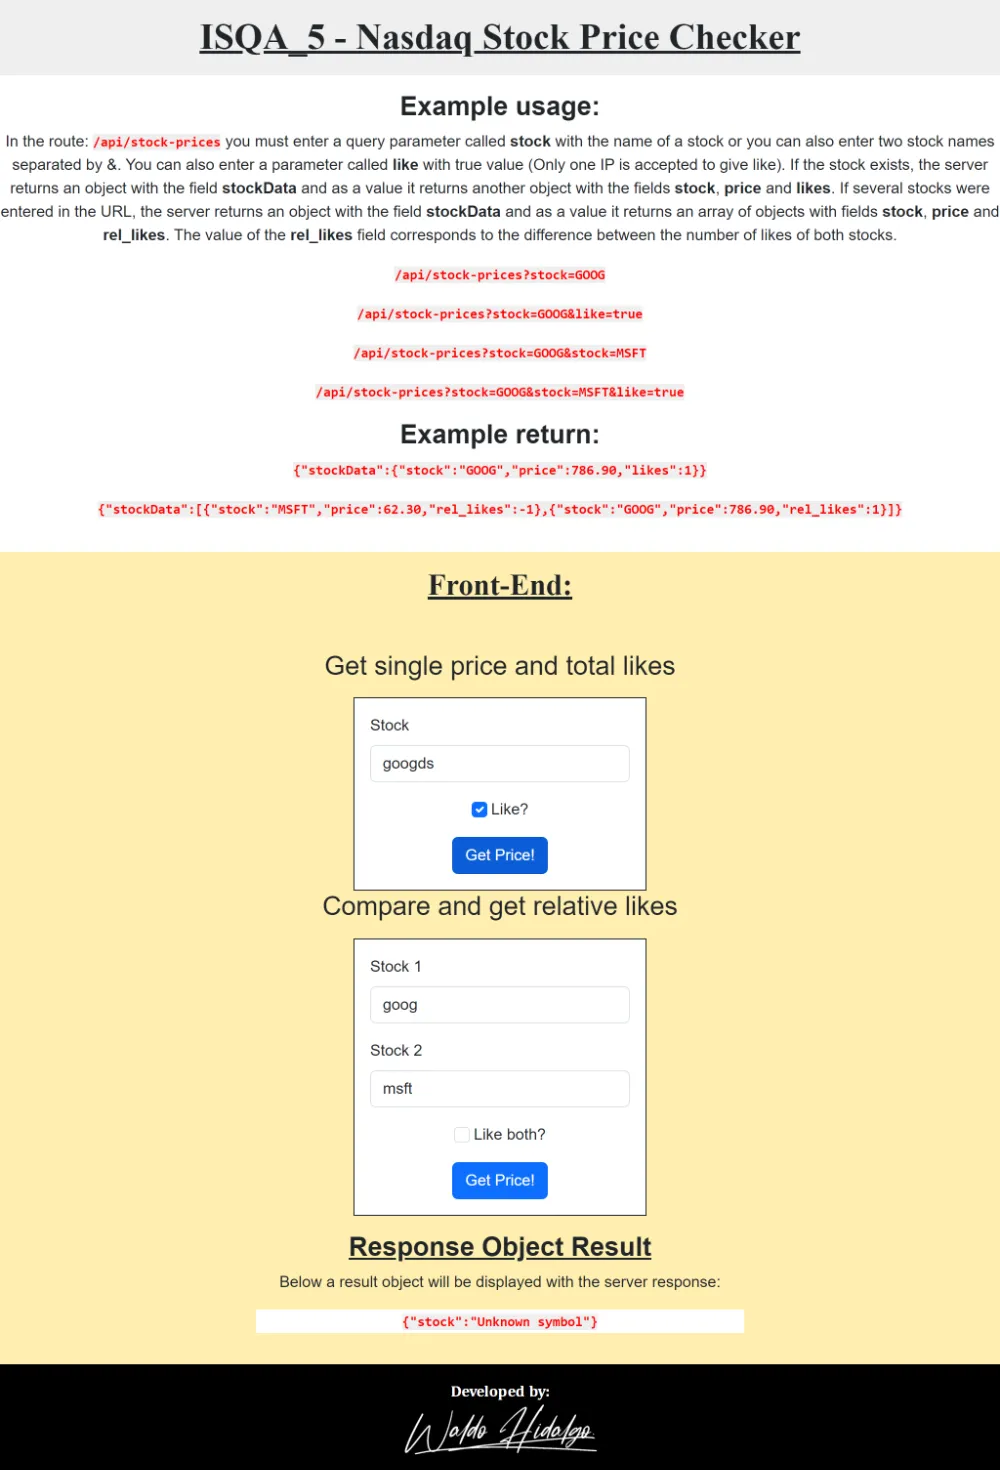 ISQA_5 - Nasdaq Stock Price Checker
Example usage:
In the route: /api/stock-prices you must enter a query parameter called stock with the name of a stock or you can also enter two stock names
separated by &. You can also enter a parameter called like with true value (Only one IP is accepted to give like). If the stock exists, the server
returns an object with the field stockData and as a value it returns another object with the fields stock, price and likes. If several stocks were
entered in the URL, the server returns an object with the field stockData and as a value it returns an array of objects with fields stock, price and
rel_likes. The value of the rel_likes field corresponds to the difference between the number of likes of both stocks.
/api/stock-prices?stock=GOOG
/api/stock-prices?stock=GOOG&like=true
/api/stock-prices?stock=GOOG&stock=MSFT
/api/stock-prices?stock=GOOG&stock=MSFT&like=true
Example return:
{"stockData":{"stock":"GOOG","price":786.90,"likes":1}}
{"stockData":[{"stock":"MSFT","price":62.30,"rel_likes":-1},{"stock":"GOOG","price":786.90,"rel_likes":1}]}
Front-End:
Get single price and total likes
Stock
googds
Like?
Get Price!
Compare and get relative likes
Stock 1
goog
Stock 2
msft
Like both?
Get Price!
Response Object Result
Below a result object will be displayed with the server response:
{"stock":"Unknown symbol"}
Developed by:
Waldo Hidalgo